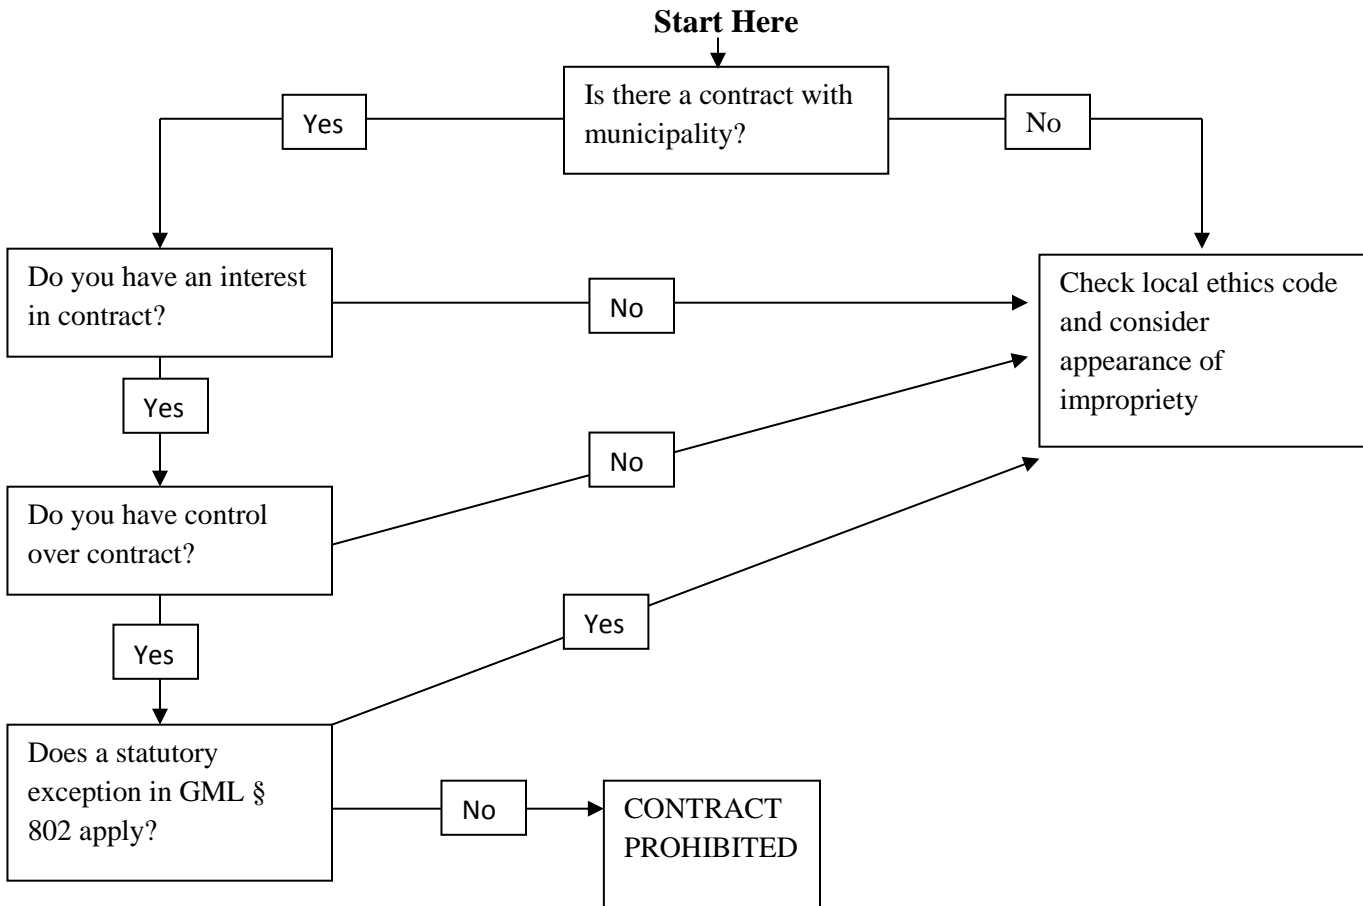 Start Here
Is there a contract with
municipality?
Yes
No
Do you have an interest
in contract?
No
Check local ethics code
and consider
appearance of
impropriety
Yes
No
Do you have control
over contract?
Yes
Yes
Does a statutory
exception in GML §
802 apply?
No
CONTRACT
PROHIBITED